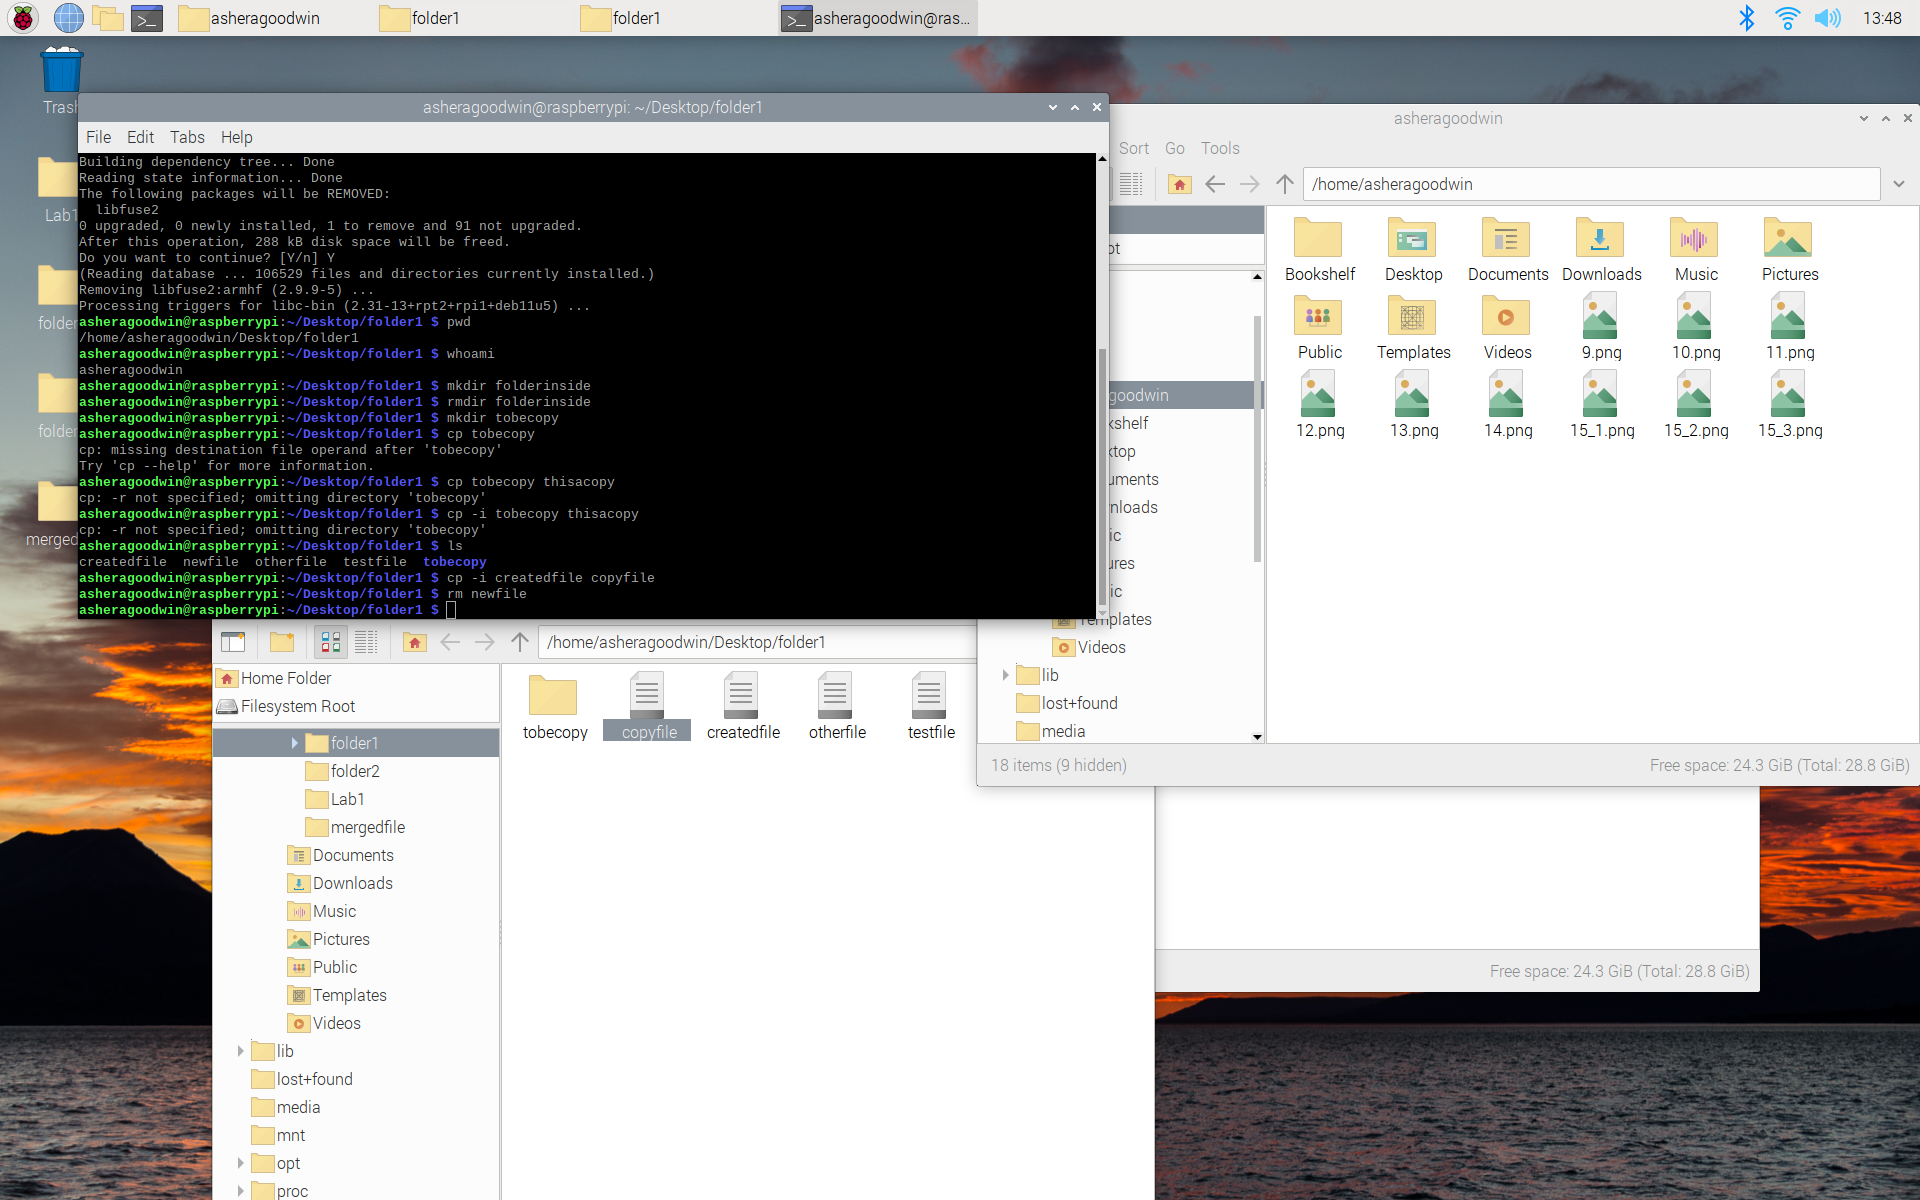 asheragoodwin
folder1
folder1
asheragoodwin@ras...
13:48
Trash
Lab1
merged
asheragoodwin@raspberrypi: ~/Desktop/folder1
File Edit Tabs Help
Building dependency tree... Done
Reading state information... Done
The following packages will be REMOVED:
libfuse2
0 upgraded, 0 newly installed, 1 to remove and 91 not upgraded.
After this operation, 288 kB disk space will be freed.
Do you want to continue? [Y/n] Y
(Reading database ... 106529 files and directories currently installed.)
Removing libfuse2:armhf (2.9.9-5) ...
Processing triggers for libc-bin (2.31-13+rpt2+rpi1+deb11u5) ...
asheragoodwin@raspberrypi:~/Desktop/folder1 $ pwd
/home/asheragoodwin/Desktop/folder1
asheragoodwin@raspberrypi:~/Desktop/folder1 $ whoami
asheragoodwin
asheragoodwin@raspberrypi:~/Desktop/folder1 $ mkdir folderinside
asheragoodwin@raspberrypi:~/Desktop/folder1 $ rmdir folderinside
asheragoodwin@raspberrypi:~/Desktop/folder1 $ mkdir tobecopy
asheragoodwin@raspberrypi:~/Desktop/folder1 $ cp tobecopy
cp: missing destination file operand after 'tobecopy'
Try 'cp --help' for more information.
asheragoodwin@raspberrypi:~/Desktop/folder1 $ cp tobecopy thisacopy
cp: -r not specified; omitting directory 'tobecopy'
asheragoodwin@raspberrypi:~/Desktop/folder1 $ cp -i tobecopy thisacopy
cp: -r not specified; omitting directory 'tobecopy'
asheragoodwin@raspberrypi:~/Desktop/folder1 $ ls
createdfile newfile otherfile testfile tobecopy
asheragoodwin@raspberrypi:~/Desktop/folder1 $ cp -i createdfile copyfile
asheragoodwin@raspberrypi:~/Desktop/folder1 $ rm newfile
asheragoodwin@raspberrypi:~/Desktop/folder1 $
asheragoodwin
Sort Go Tools
/home/asheragoodwin
Bookshelf Desktop Documents Downloads Music Pictures
Public Templates Videos 9.png 10.png 11.png
12.png 13.png 14.png 15_1.png 15_2.png 15_3.png
goodwin
kshelf
ktop
uments
nloads
ic
ures
ic
Templates
Videos
lib
lost+found
media
18 items (9 hidden)
Free space: 24.3 GiB (Total: 28.8 GiB)
/home/asheragoodwin/Desktop/folder1
Home Folder
Filesystem Root
folder1
folder2
Lab1
mergedfile
Documents
Downloads
Music
Pictures
Public
Templates
Videos
lib
lost+found
media
mnt
opt
proc
tobecopy copyfile createdfile otherfile testfile
Free space: 24.3 GiB (Total: 28.8 GiB)